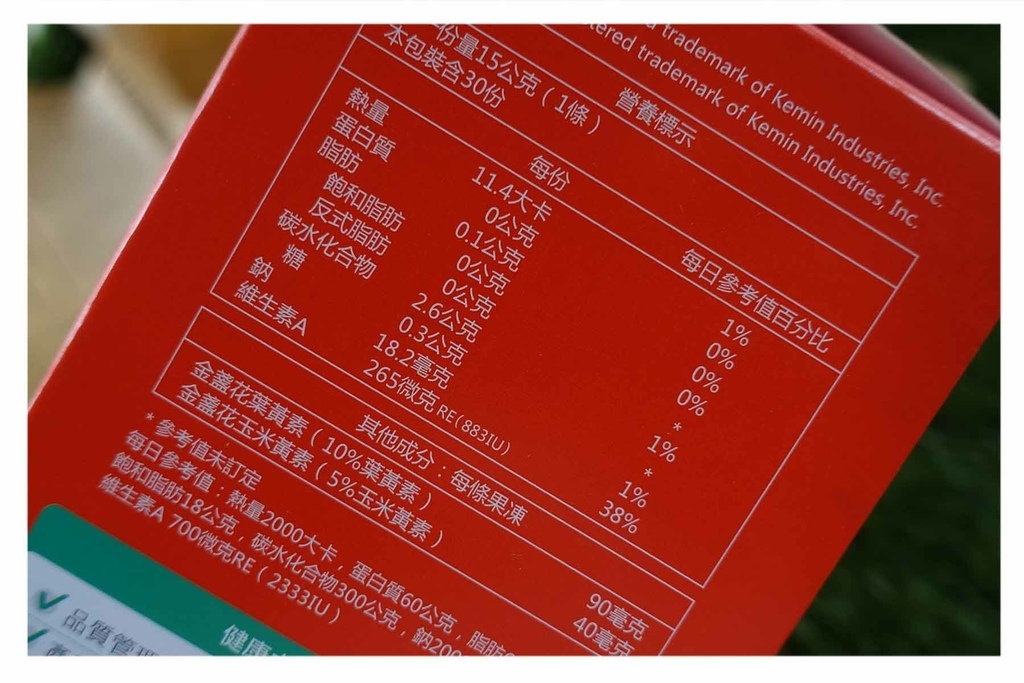 trademark of Kemin Industries, Inc.
trademark of Kemin Industries, Inc.
營養標示
份量15公克(1條)
本包裝含30份
每份 每日參考值百分比
熱量 11.4大卡 1%
蛋白質 0公克 0%
脂肪 0.1公克 0%
飽和脂肪 0公克 0%
反式脂肪 0公克 *
碳水化合物 2.6公克 1%
糖 0.3公克 *
鈉 18.2毫克 1%
維生素A 265微克RE(883IU) 38%
其他成分:每條果凍
金盞花葉黃素(10%葉黃素) 90毫克
金盞花玉米黃素(5%玉米黃素) 40毫克
*參考值未訂定
每日參考值:熱量2000大卡,蛋白質60公克,脂肪
飽和脂肪18公克,碳水化合物300公克,鈉200
維生素A 700微克RE(2333IU)
健康
品質管